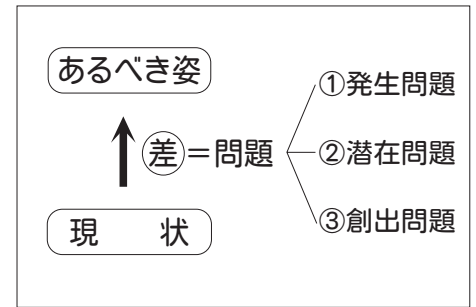 あるべき姿
差＝問題
現　状
①発生問題
②潜在問題
③創出問題